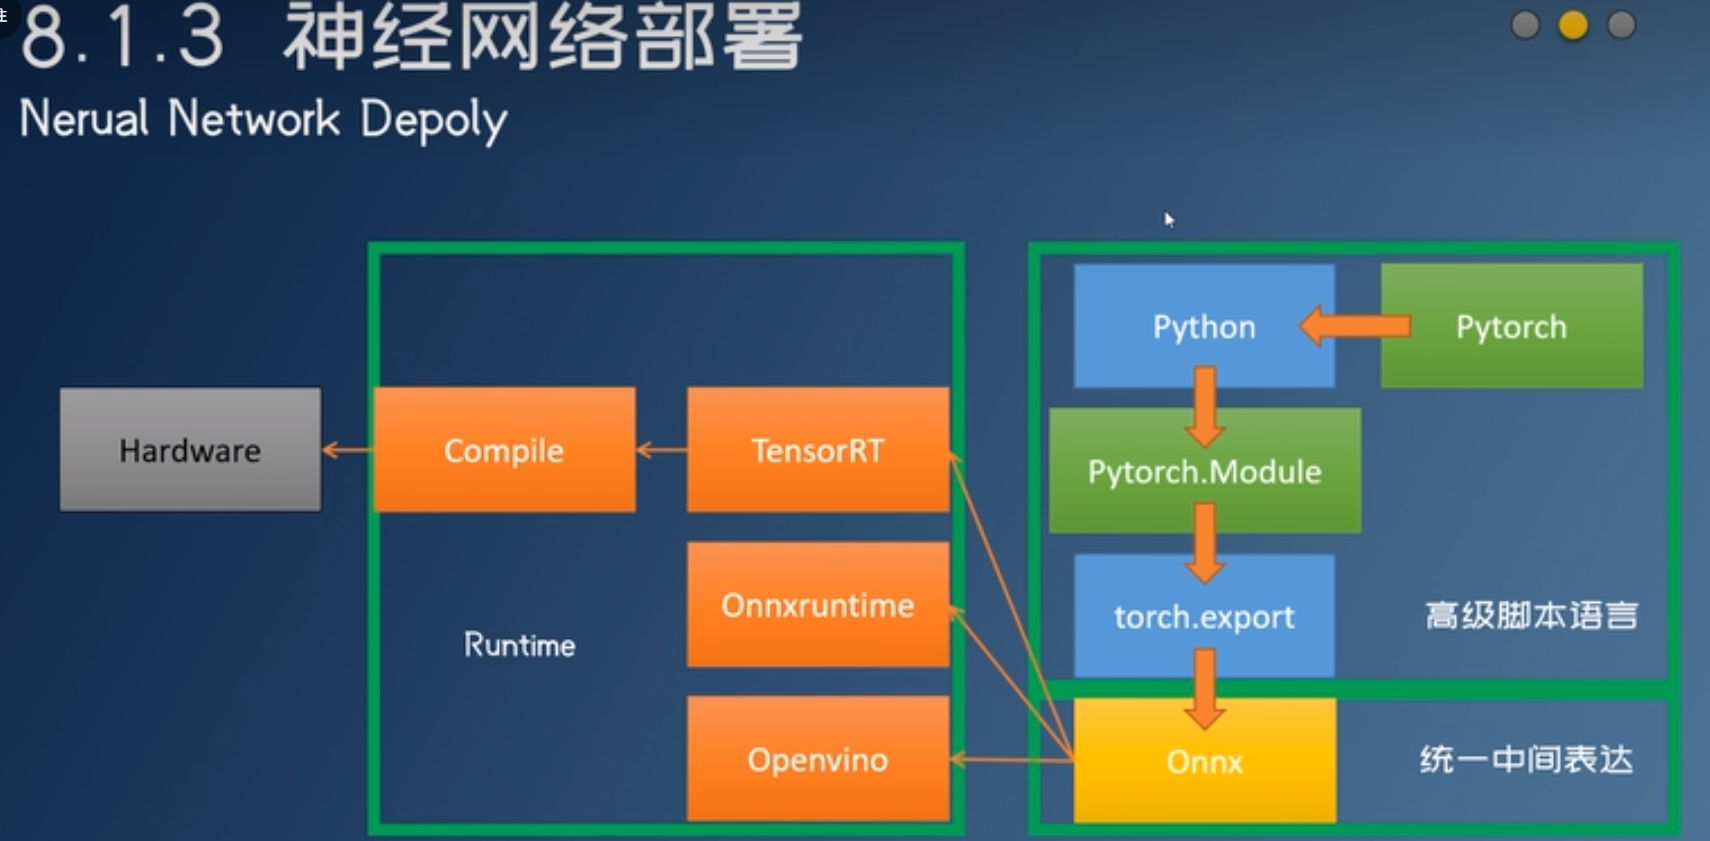 8.1.3 神经网络部署
Nerual Network Depoly
Python
Pytorch
Hardware
Compile
TensorRT
Pytorch.Module
Onnxruntime
torch.export
高级脚本语言
Runtime
Openvino
Onnx
统一中间表达